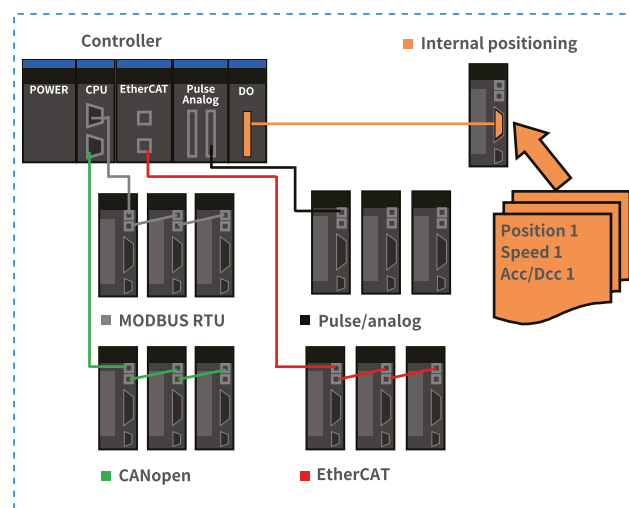 Controller
Internal positioning
POWER
CPU
EtherCAT
Pulse
Analog
DO
Position 1
Speed 1
Acc/Dcc 1
MODBUS RTU
Pulse/analog
CANopen
EtherCAT